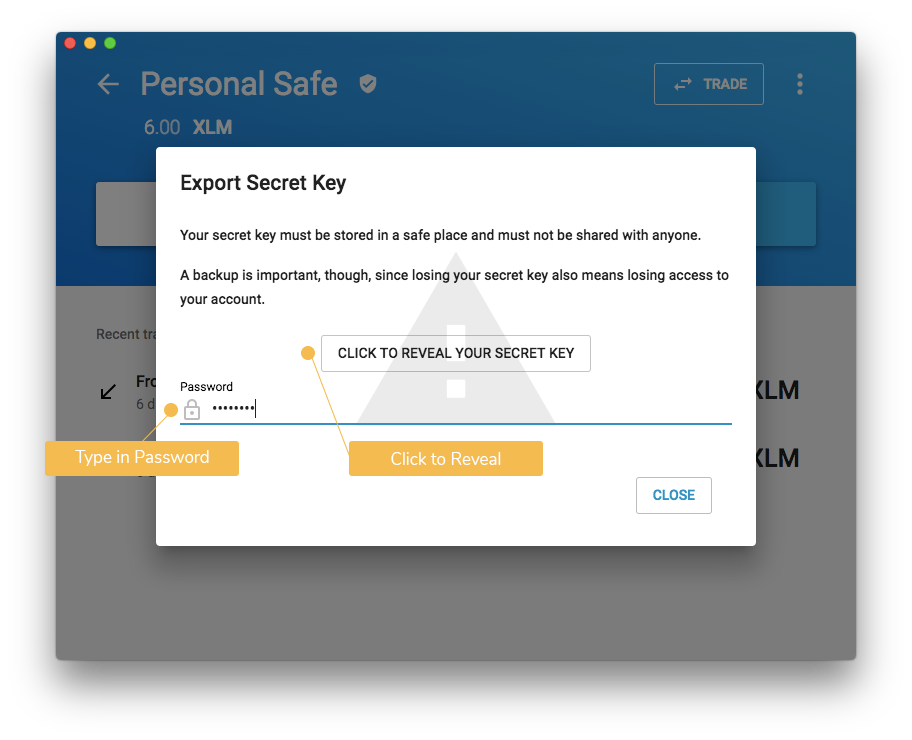 Personal Safe
TRADE
6.00 XLM
Export Secret Key
Your secret key must be stored in a safe place and must not be shared with anyone.
A backup is important, though, since losing your secret key also means losing access to
your account.
Recent tra
CLICK TO REVEAL YOUR SECRET KEY
Fro
XLM
Password
6 d
••••••••
Type in Password
Click to Reveal
XLM
CLOSE